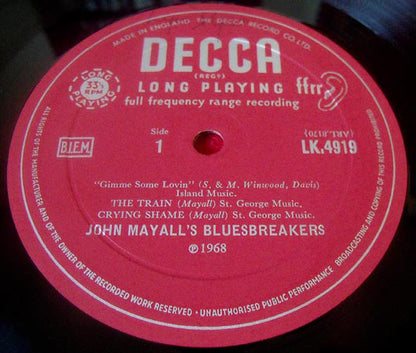 MADE IN ENGLAND. THE DECCA RECORD CO. LTD.
DECCA
(REGD)
LONG PLAYING
ffrr
full frequency range recording
LONG
33⅓
RPM
PLAYING
Side
1
B.I.E.M.
(ARL.8170)
LK.4919
"Gimme Some Lovin" (S, & M. Winwood, Davis)
Island Music.
THE TRAIN (Mayall) St. George Music,
CRYING SHAME (Mayall) St. George Music.
JOHN MAYALL'S BLUESBREAKERS
℗1968
ALL RIGHTS OF THE MANUFACTURER AND OF THE OWNER OF THE RECORDED WORK RESERVED • UNAUTHORISED PUBLIC PERFORMANCE BROADCASTING AND COPYING OF THIS RECORD PROHIBITED